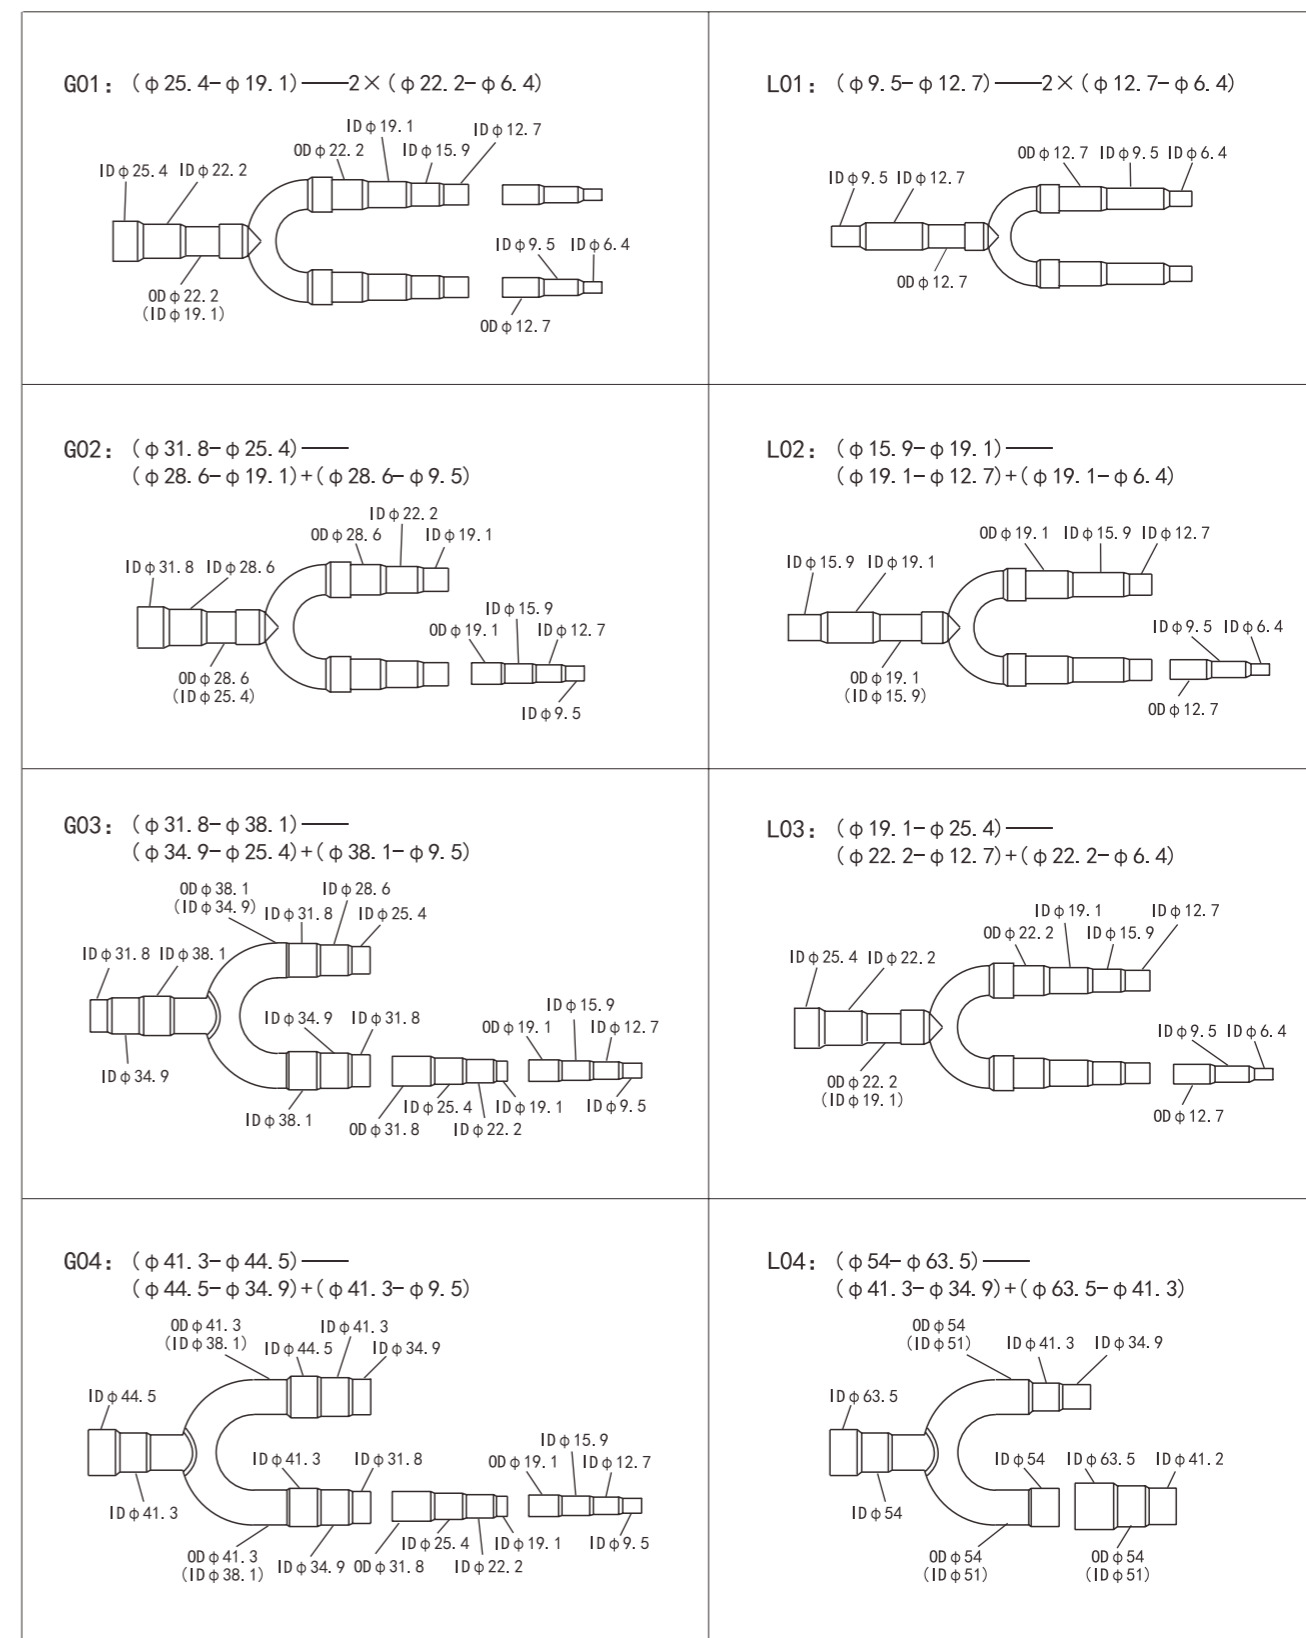 G01: (φ25.4-φ19.1)——2×(φ22.2-φ6.4)
IDφ19.1
IDφ12.7
ODφ22.2
IDφ15.9
IDφ25.4
IDφ22.2
IDφ9.5
IDφ6.4
ODφ22.2
(IDφ19.1)
ODφ12.7
L01: (φ9.5-φ12.7)——2×(φ12.7-φ6.4)
ODφ12.7
IDφ9.5
IDφ6.4
IDφ9.5
IDφ12.7
ODφ12.7
G02: (φ31.8-φ25.4)——
(φ28.6-φ19.1)+(φ28.6-φ9.5)
IDφ22.2
ODφ28.6
IDφ19.1
IDφ31.8
IDφ28.6
IDφ15.9
ODφ19.1
IDφ12.7
ODφ28.6
(IDφ25.4)
IDφ9.5
L02: (φ15.9-φ19.1)——
(φ19.1-φ12.7)+(φ19.1-φ6.4)
ODφ19.1
IDφ15.9
IDφ12.7
IDφ15.9
IDφ19.1
IDφ9.5
IDφ6.4
ODφ19.1
(IDφ15.9)
ODφ12.7
G03: (φ31.8-φ38.1)——
(φ34.9-φ25.4)+(φ38.1-φ9.5)
ODφ38.1
(IDφ34.9)
IDφ28.6
IDφ31.8
IDφ25.4
IDφ31.8
IDφ38.1
IDφ34.9
IDφ31.8
IDφ15.9
ODφ19.1
IDφ12.7
IDφ34.9
IDφ38.1
ODφ31.8
IDφ25.4
IDφ22.2
IDφ19.1
IDφ9.5
L03: (φ19.1-φ25.4)——
(φ22.2-φ12.7)+(φ22.2-φ6.4)
IDφ19.1
IDφ12.7
ODφ22.2
IDφ15.9
IDφ25.4
IDφ22.2
IDφ9.5
IDφ6.4
ODφ22.2
(IDφ19.1)
ODφ12.7
G04: (φ41.3-φ44.5)——
(φ44.5-φ34.9)+(φ41.3-φ9.5)
ODφ41.3
(IDφ38.1)
IDφ41.3
IDφ44.5
IDφ34.9
IDφ44.5
IDφ41.3
IDφ31.8
IDφ15.9
ODφ19.1
IDφ12.7
IDφ41.3
ODφ41.3
(IDφ38.1)
IDφ34.9
ODφ31.8
IDφ25.4
IDφ22.2
IDφ19.1
IDφ9.5
L04: (φ54-φ63.5)——
(φ41.3-φ34.9)+(φ63.5-φ41.3)
ODφ54
(IDφ51)
IDφ41.3
IDφ34.9
IDφ63.5
IDφ54
IDφ63.5
IDφ41.2
IDφ54
ODφ54
(IDφ51)
ODφ54
(IDφ51)